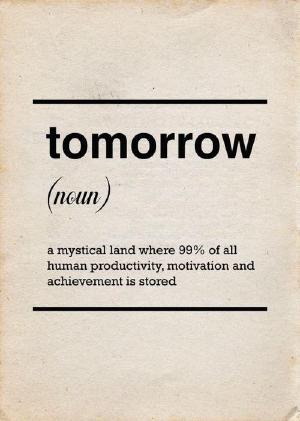 tomorrow
(noun)
a mystical land where 99% of all
human productivity, motivation and
achievement is stored